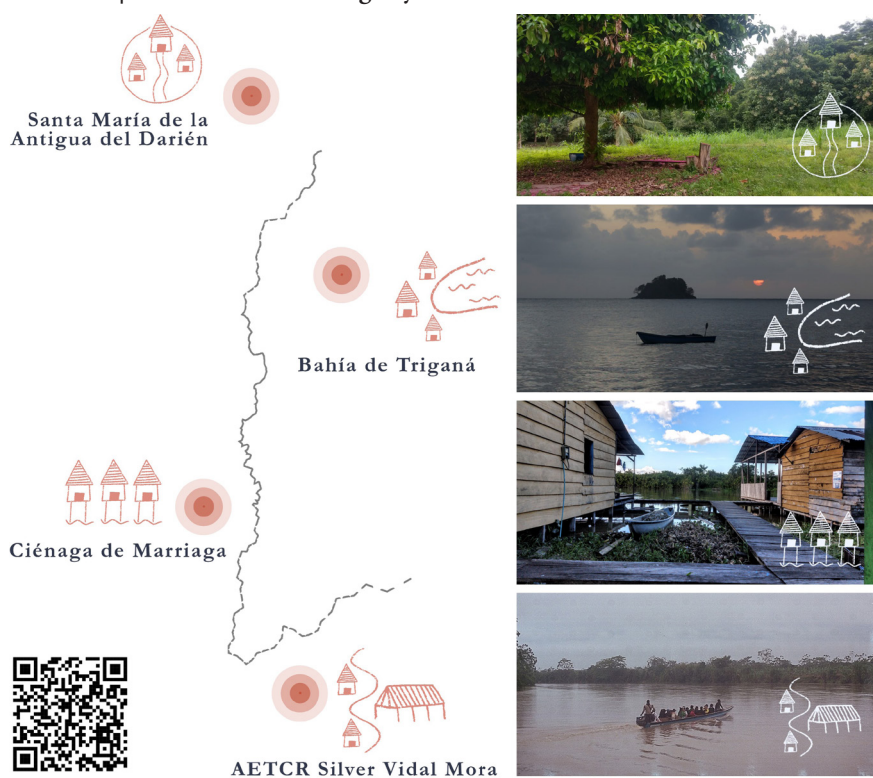 Santa María de la
Antigua del Darién
Bahía de Triganá
Ciénaga de Marriaga
AETCR Silver Vidal Mora